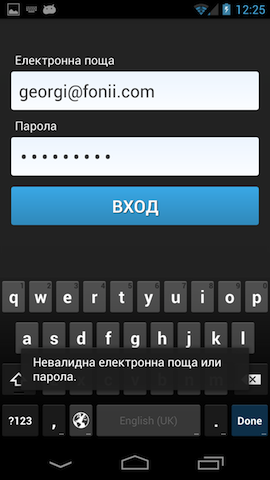 12:25
Електронна поща
georgi@fonii.com
Парола
•••••••••
ВХОД
q w e r t y u i o p
a s d f g h j k l
Невалидна електронна поща или
парола.
?123 , English (UK) . Done